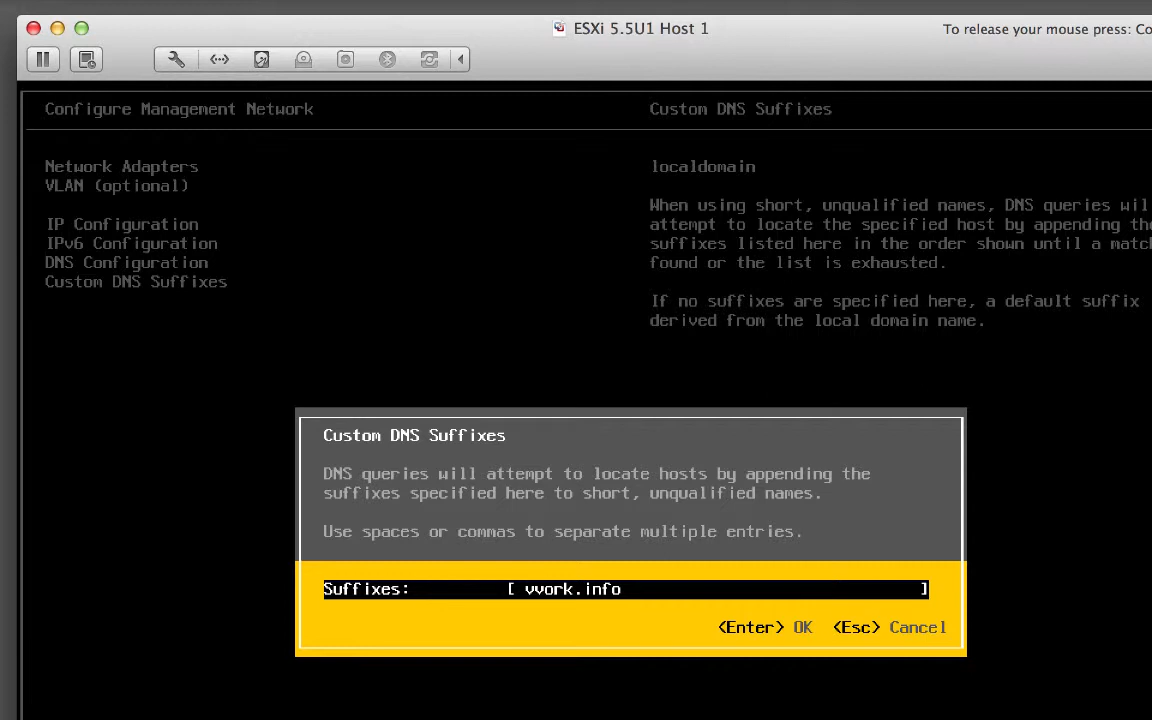 ESXi 5.5U1 Host 1
To release your mouse press: Co
Configure Management Network
Custom DNS Suffixes
Network Adapters
VLAN (optional)
IP Configuration
IPv6 Configuration
DNS Configuration
Custom DNS Suffixes
localdomain
When using short, unqualified names, DNS queries wil
attempt to locate the specified host by appending the
suffixes listed here in the order shown until a matc
found or the list is exhausted.
If no suffixes are specified here, a default suffix
derived from the local domain name.
Custom DNS Suffixes
DNS queries will attempt to locate hosts by appending the
suffixes specified here to short, unqualified names.
Use spaces or commas to separate multiple entries.
Suffixes: [ vvork.info ]
<Enter> OK <Esc> Cancel